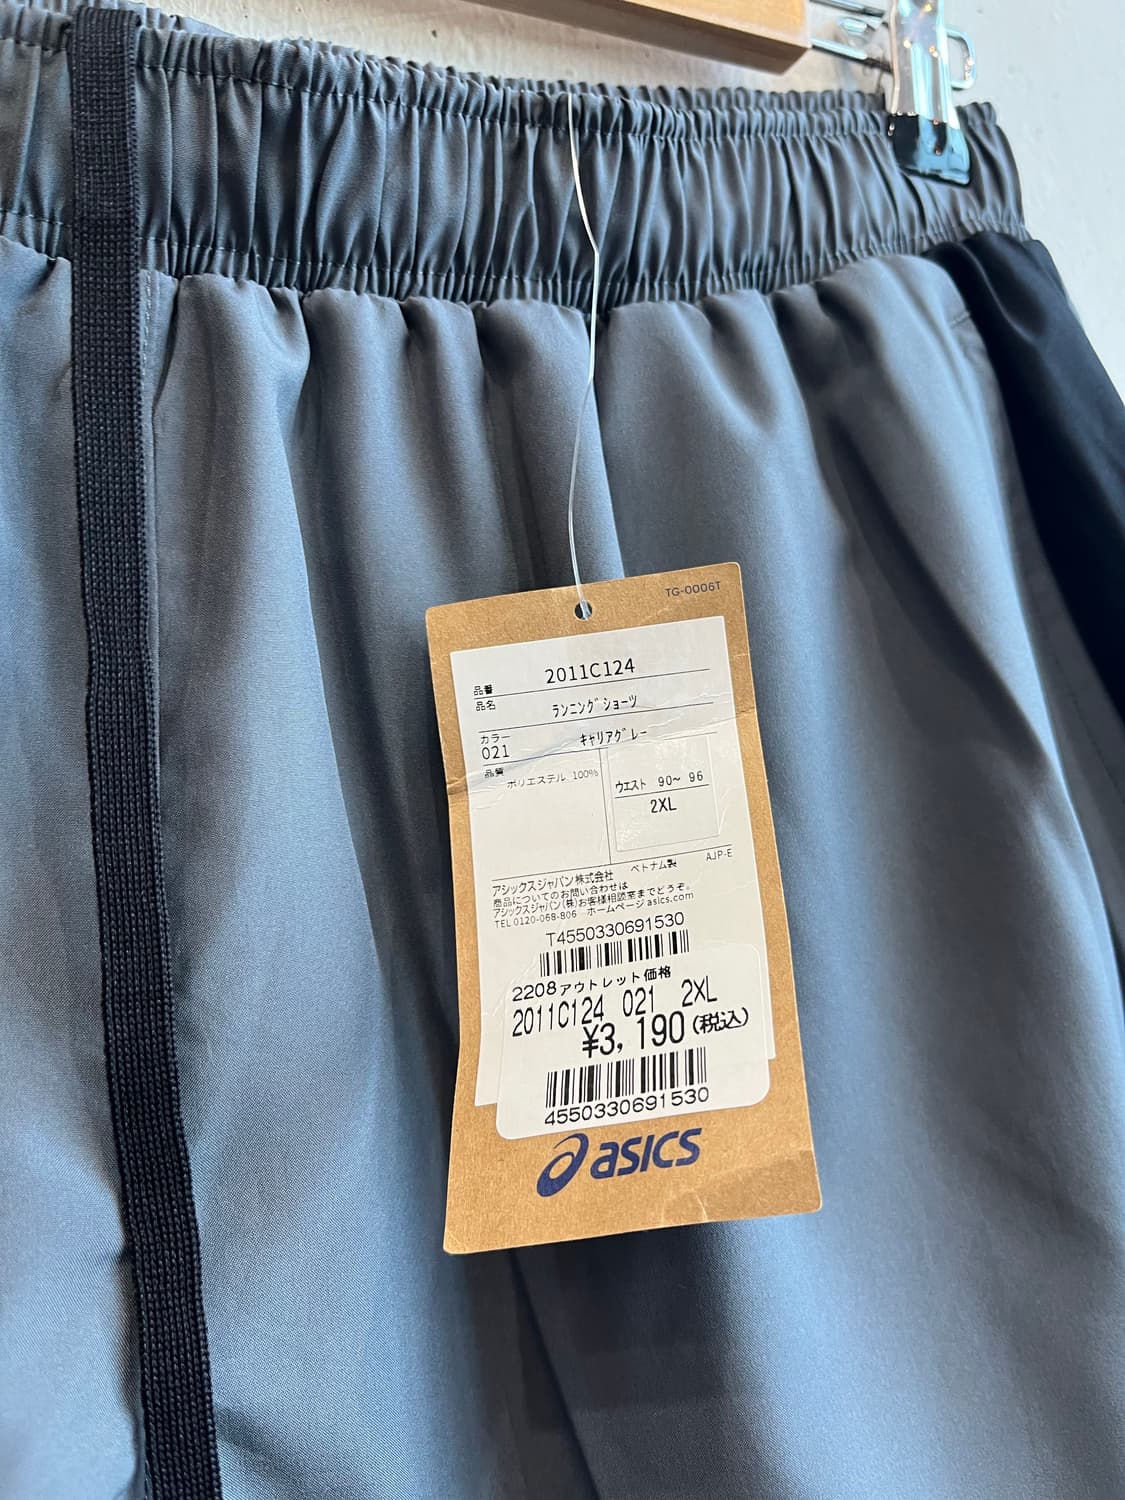 TG-0006T
品番 2011C124
品名 ランニングショーツ
カラー
021 キャリアグレー
品質 ポリエステル 100%
ウエスト 90~ 96
2XL
ベトナム製 AJP-E
アシックスジャパン株式会社
商品についてのお問い合わせは
アシックスジャパン(株)お客様相談室までどうぞ。
TEL 0120-068-806 ホームページ asics.com
T4550330691530
2208アウトレット価格
2011C124 021 2XL
¥3,190(税込)
4550330691530
asics